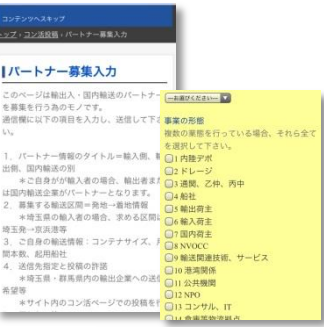 コンテンツへスキップ
トップ › コン活投稿 › パートナー募集入力
パートナー募集入力
このページは輸出入・国内輸送のパートナー
を募集を行う為のモノです。
通信欄に以下の項目を入力し、送信して下さ
い。
1．パートナー情報のタイトル＝輸入側、輸
出側、国内輸送の別
＊ご自身がが輸入者の場合、輸出者また
は国内輸送企業がパートナーとなります。
2．募集する輸送区間＝発地→着地情報
＊埼玉県の輸入者の場合、求める区間は
埼玉発→京浜港等
3．ご自身の輸送情報：コンテナサイズ、月
間本数、起用船社
4．送信先指定と投稿の許諾
＊埼玉県・群馬県内の輸出企業への送信
希望等
＊サイト内のコン活ページでの投稿を行
---お選びください---
事業の形態
複数の業態を行っている場合、それら全て
を選択して下さい。
1 内陸デポ
2 ドレージ
3 通関、乙仲、丙中
4 船社
5 輸出荷主
6 輸入荷主
7 国内荷主
8 NVOCC
9 輸送関連技術、サービス
10 港湾関係
11 公共機関
12 NPO
13 コンサル、IT